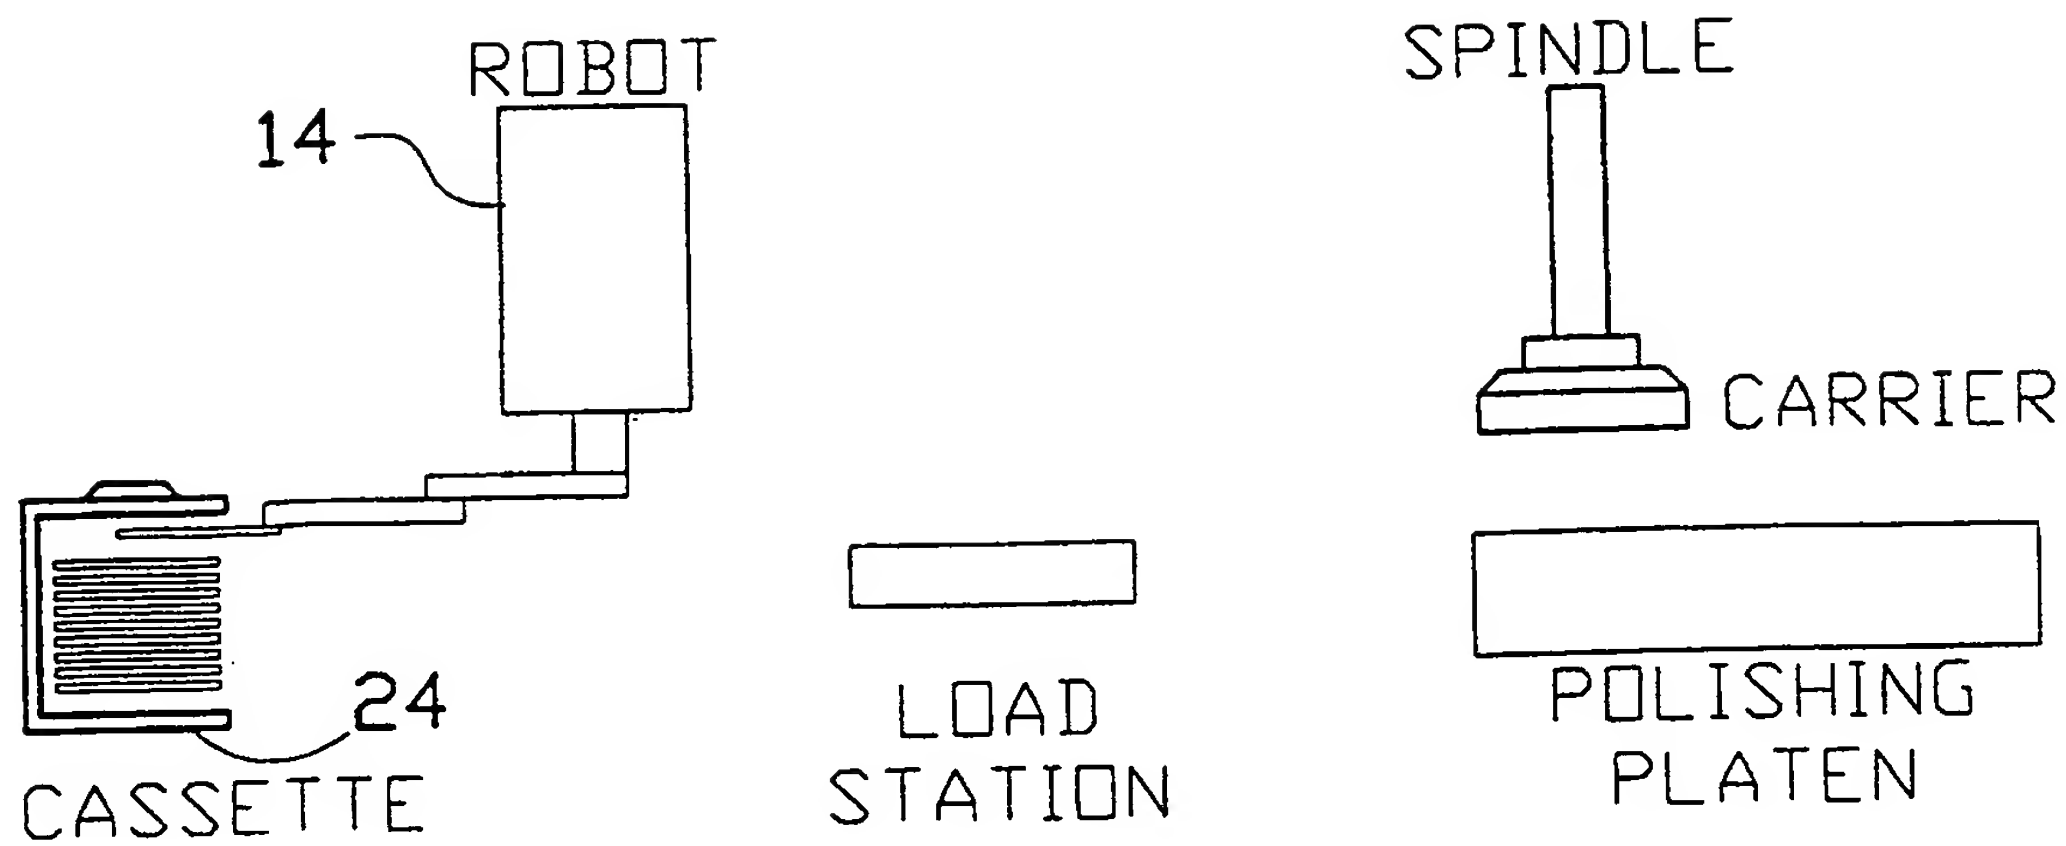 ROBOT
SPINDLE
14
CARRIER
24
LOAD
STATION
POLISHING
PLATEN
CASSETTE